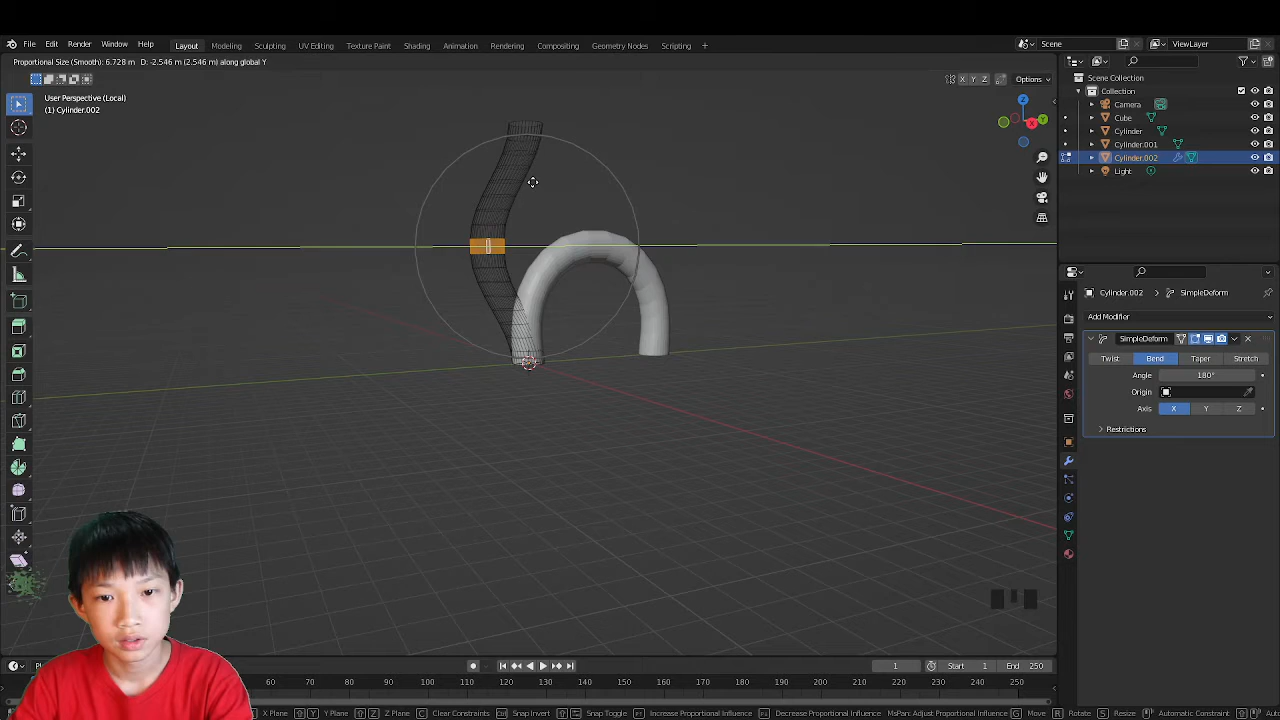 File Edit Render Window Help Layout Modeling Sculpting UV Editing Texture Paint Shading Animation Rendering Compositing Geometry Nodes Scripting + Scene ViewLayer
Proportional Size (Smooth): 6.728 m D: -2.546 m (2.546 m) along global Y
X Y Z Options
User Perspective (Local)
(1) Cylinder.002
Z
X
Y
Scene Collection
Collection
Camera
Cube
Cylinder
Cylinder.001
Cylinder.002
Light
Cylinder.002 > SimpleDeform
Add Modifier
SimpleDeform
Twist Bend Taper Stretch
Angle 180°
Origin
Axis X Y Z
Restrictions
1 Start 1 End 250
60 70 80 90 100 110 120 130 140 150 160 170 180 190 200 210 220 230 240 250
X Plane Y Plane Z Plane Clear Constraints Snap Invert Snap Toggle Increase Proportional Influence Decrease Proportional Influence MsPan: Adjust Proportional Influence G Move R Rotate S Resize Automatic Constraint